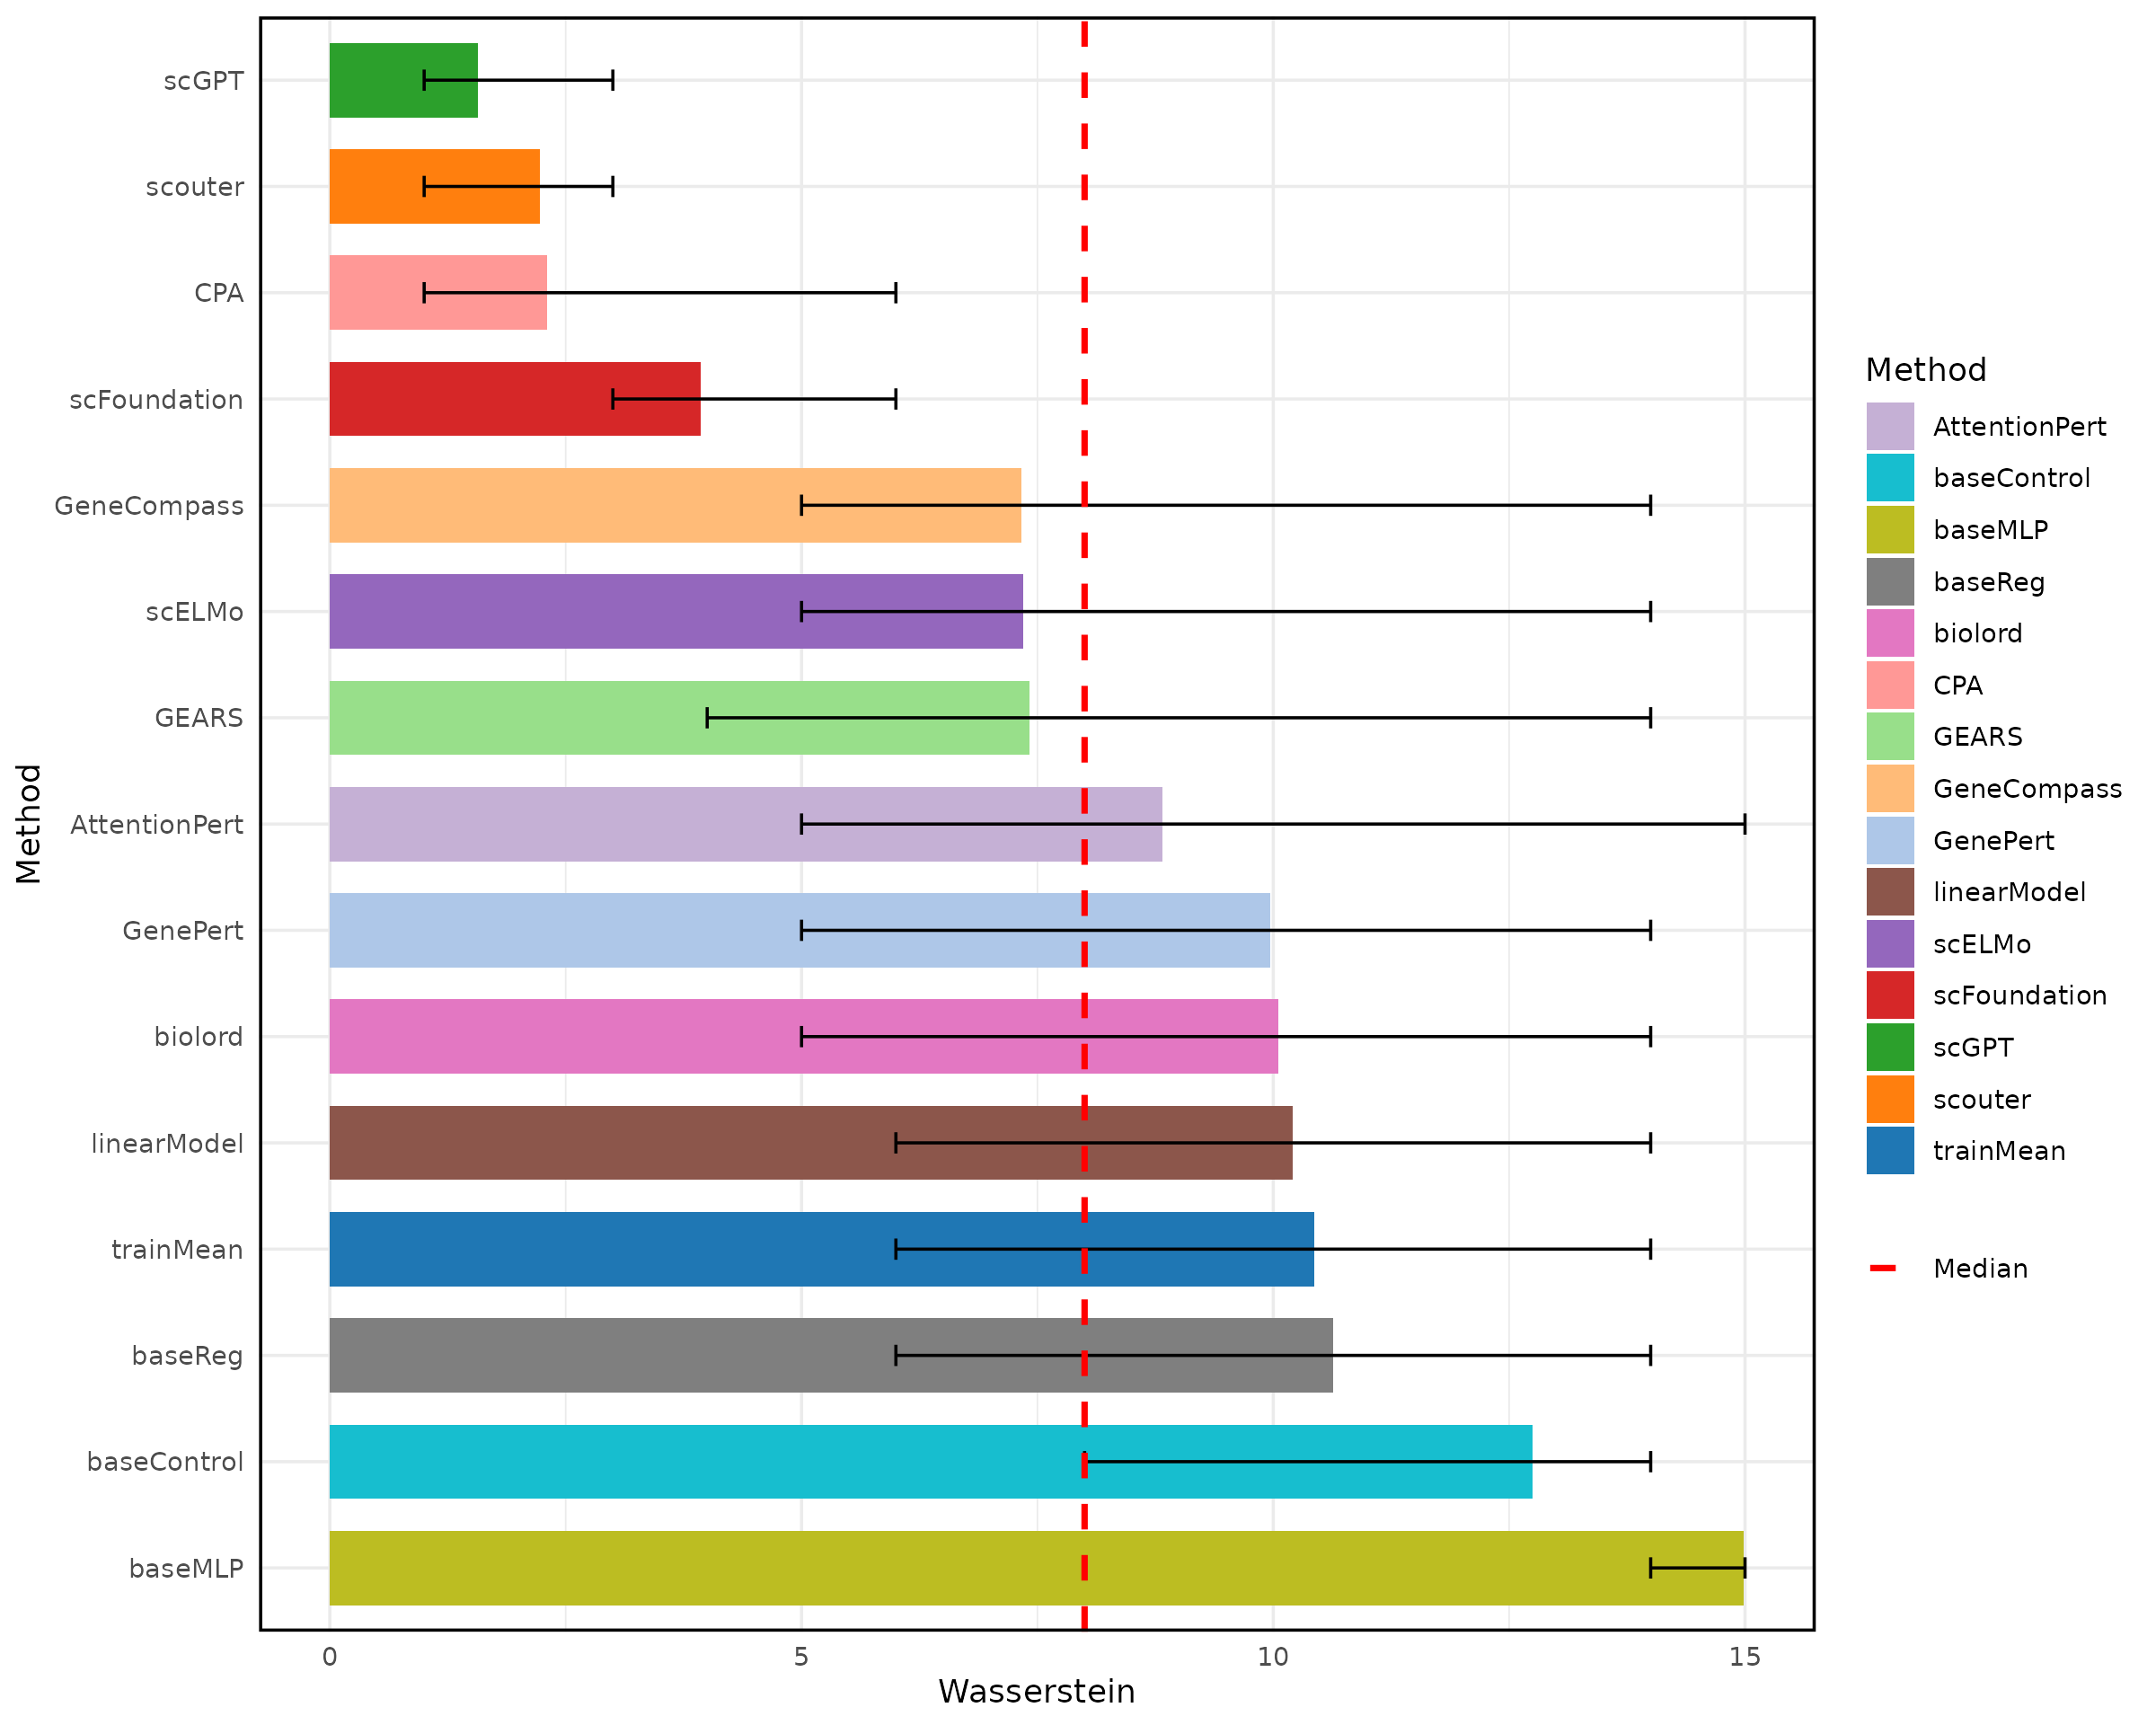 Method
scGPT
scouter
CPA
scFoundation
GeneCompass
scELMo
GEARS
AttentionPert
GenePert
biolord
linearModel
trainMean
baseReg
baseControl
baseMLP
0 5 10 15
Wasserstein
Method
AttentionPert
baseControl
baseMLP
baseReg
biolord
CPA
GEARS
GeneCompass
GenePert
linearModel
scELMo
scFoundation
scGPT
scouter
trainMean
Median